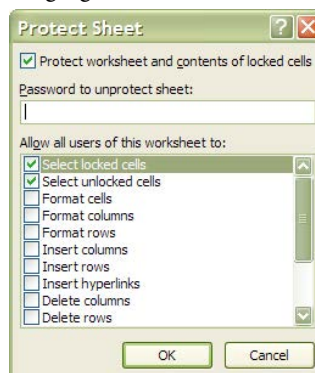 Protect Sheet
Protect worksheet and contents of locked cells
Password to unprotect sheet:
Allow all users of this worksheet to:
Select locked cells
Select unlocked cells
Format cells
Format columns
Format rows
Insert columns
Insert rows
Insert hyperlinks
Delete columns
Delete rows
OK Cancel